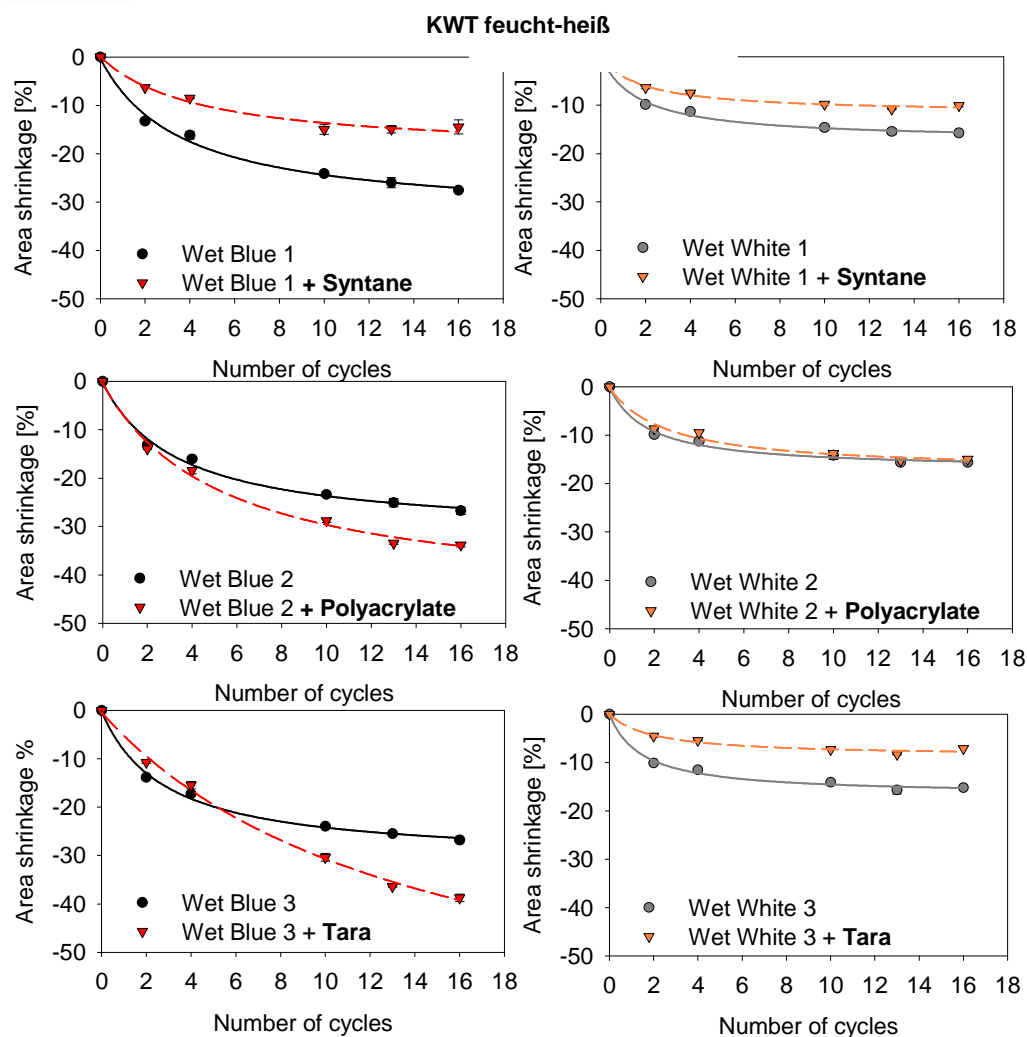 KWT feucht-heiß
Area shrinkage [%]
0
-10
-20
-30
-40
-50
Wet Blue 1
Wet Blue 1 + Syntane
0 2 4 6 8 10 12 14 16 18
Number of cycles
Area shrinkage [%]
-10
-20
-30
-40
-50
Wet White 1
Wet White 1 + Syntane
0 2 4 6 8 10 12 14 16 18
Number of cycles
Area shrinkage [%]
0
-10
-20
-30
-40
-50
Wet Blue 2
Wet Blue 2 + Polyacrylate
0 2 4 6 8 10 12 14 16 18
Number of cycles
Area shrinkage [%]
0
-10
-20
-30
-40
-50
Wet White 2
Wet White 2 + Polyacrylate
0 2 4 6 8 10 12 14 16 18
Number of cycles
Area shrinkage %
0
-10
-20
-30
-40
-50
Wet Blue 3
Wet Blue 3 + Tara
0 2 4 6 8 10 12 14 16 18
Number of cycles
Area shrinkage [%]
0
-10
-20
-30
-40
-50
Wet White 3
Wet White 3 + Tara
0 2 4 6 8 10 12 14 16 18
Number of cycles